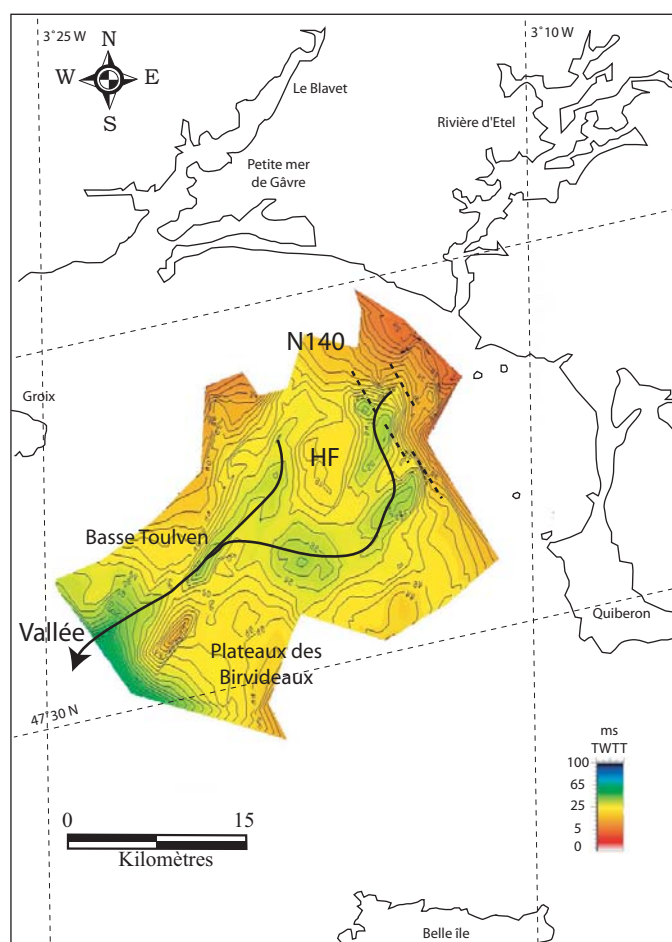 3°25 W
3°10 W
N
W E
S
Le Blavet
Rivière d'Etel
Petite mer
de Gâvre
N140
Groix
HF
Basse Toulven
Vallée
Quiberon
Plateaux des
Birvideaux
47°30 N
ms
TWTT
100
65
25
5
0
0 15
Kilomètres
Belle île